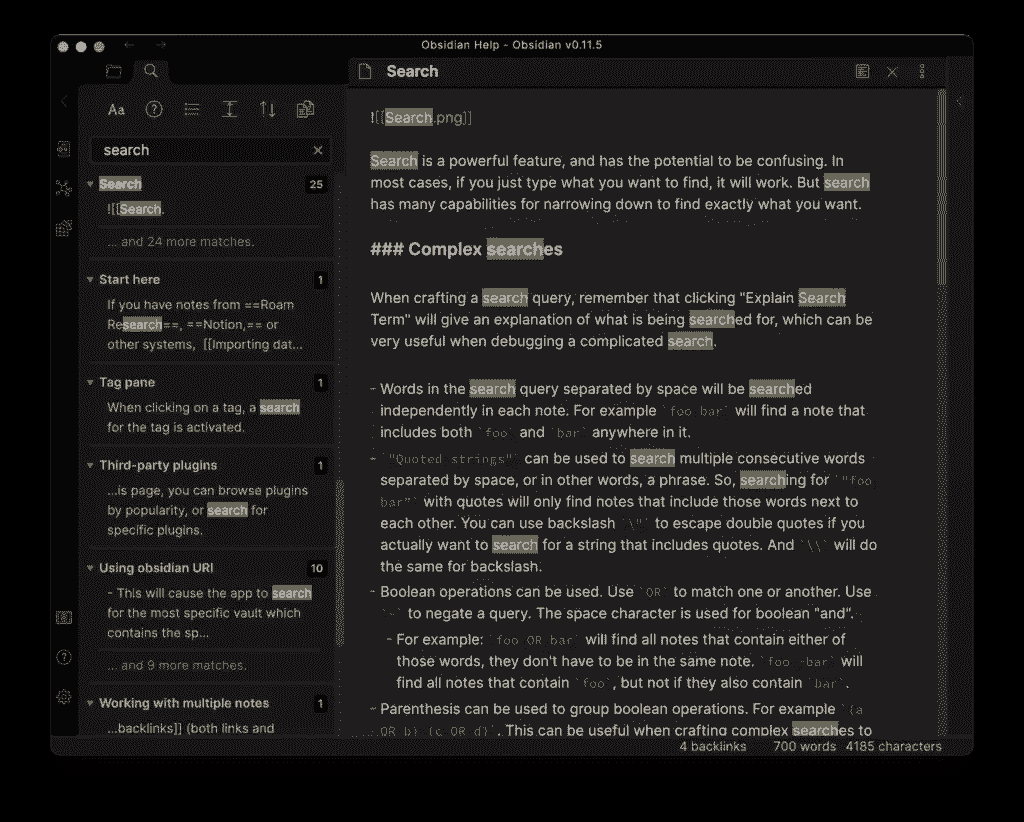 Obsidian Help - Obsidian v0.11.5
Search
Aa
search
Search 25
![[Search.
... and 24 more matches.
Start here 1
If you have notes from ==Roam
Research==, ==Notion,== or
other systems, [[Importing dat...
Tag pane 1
When clicking on a tag, a search
for the tag is activated.
Third-party plugins 1
...is page, you can browse plugins
by popularity, or search for
specific plugins.
Using obsidian URI 10
- This will cause the app to search
for the most specific vault which
contains the sp...
... and 9 more matches.
Working with multiple notes 1
...backlinks]] (both links and
![[Search.png]]
Search is a powerful feature, and has the potential to be confusing. In
most cases, if you just type what you want to find, it will work. But search
has many capabilities for narrowing down to find exactly what you want.
### Complex searches
When crafting a search query, remember that clicking "Explain Search
Term" will give an explanation of what is being searched for, which can be
very useful when debugging a complicated search.
- Words in the search query separated by space will be searched
independently in each note. For example `foo bar` will find a note that
includes both `foo` and `bar` anywhere in it.
- `"Quoted strings"` can be used to search multiple consecutive words
separated by space, or in other words, a phrase. So, searching for `"foo
bar"` with quotes will only find notes that include those words next to
each other. You can use backslash `\"` to escape double quotes if you
actually want to search for a string that includes quotes. And `\\` will do
the same for backslash.
- Boolean operations can be used. Use `OR` to match one or another. Use
`-` to negate a query. The space character is used for boolean "and".
- For example: `foo OR bar` will find all notes that contain either of
those words, they don't have to be in the same note. `foo -bar` will
find all notes that contain `foo`, but not if they also contain `bar`.
- Parenthesis can be used to group boolean operations. For example `(a
OR b) (c OR d)`. This can be useful when crafting complex searches to
4 backlinks 700 words 4185 characters